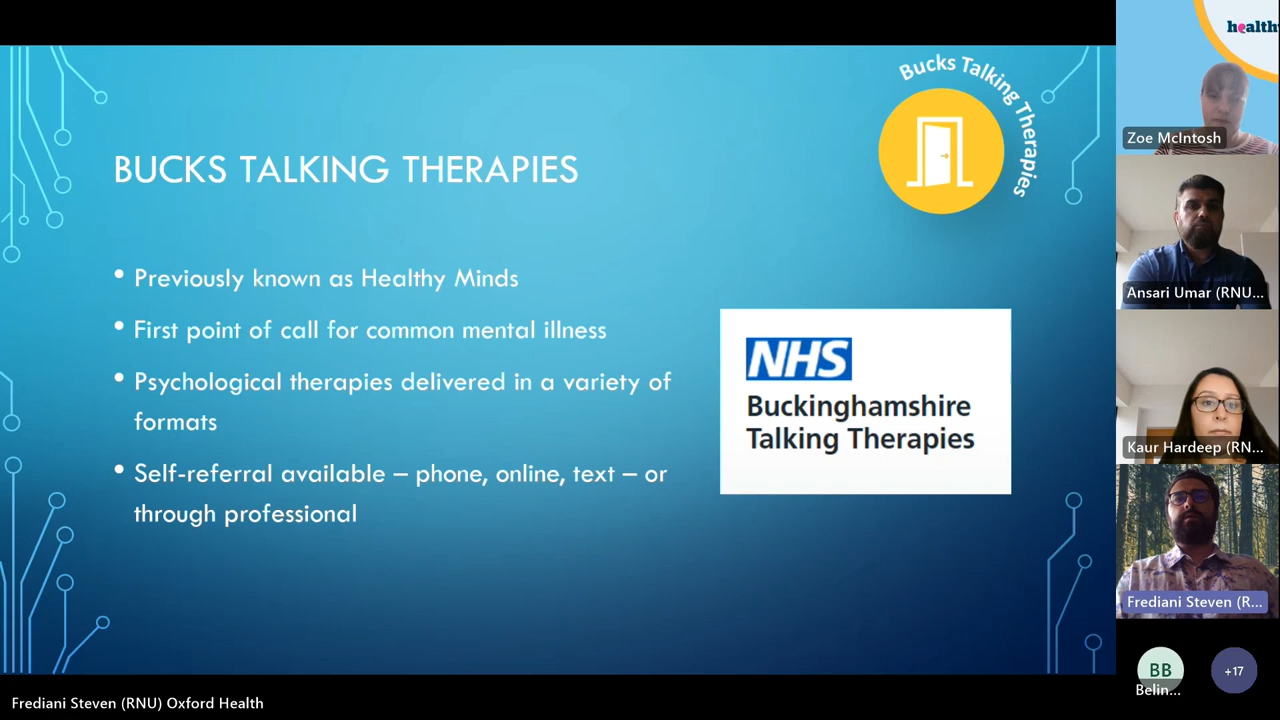 Bucks Talking Therapies
BUCKS TALKING THERAPIES
• Previously known as Healthy Minds
• First point of call for common mental illness
• Psychological therapies delivered in a variety of
formats
• Self-referral available – phone, online, text – or
through professional
NHS
Buckinghamshire
Talking Therapies
health
Zoe McIntosh
Ansari Umar (RNU...
Kaur Hardeep (RN...
Frediani Steven (R...
BB
Belin...
+17
Frediani Steven (RNU) Oxford Health